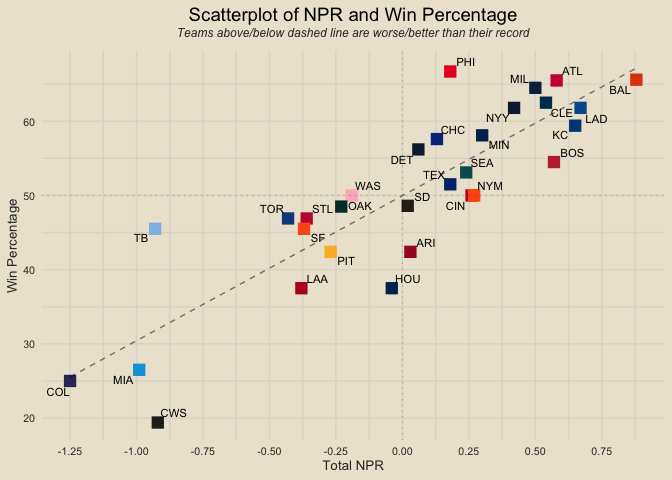 Scatterplot of NPR and Win Percentage
Teams above/below dashed line are worse/better than their record
PHI
MIL
ATL
BAL
NYY
CLE
LAD
KC
CHC
MIN
DET
BOS
SEA
TEX
NYM
WAS
CIN
SD
TOR
STL
OAK
TB
SF
ARI
PIT
LAA
HOU
MIA
COL
CWS
60
50
40
30
20
Win Percentage
-1.25
-1.00
-0.75
-0.50
-0.25
0.00
0.25
0.50
0.75
Total NPR